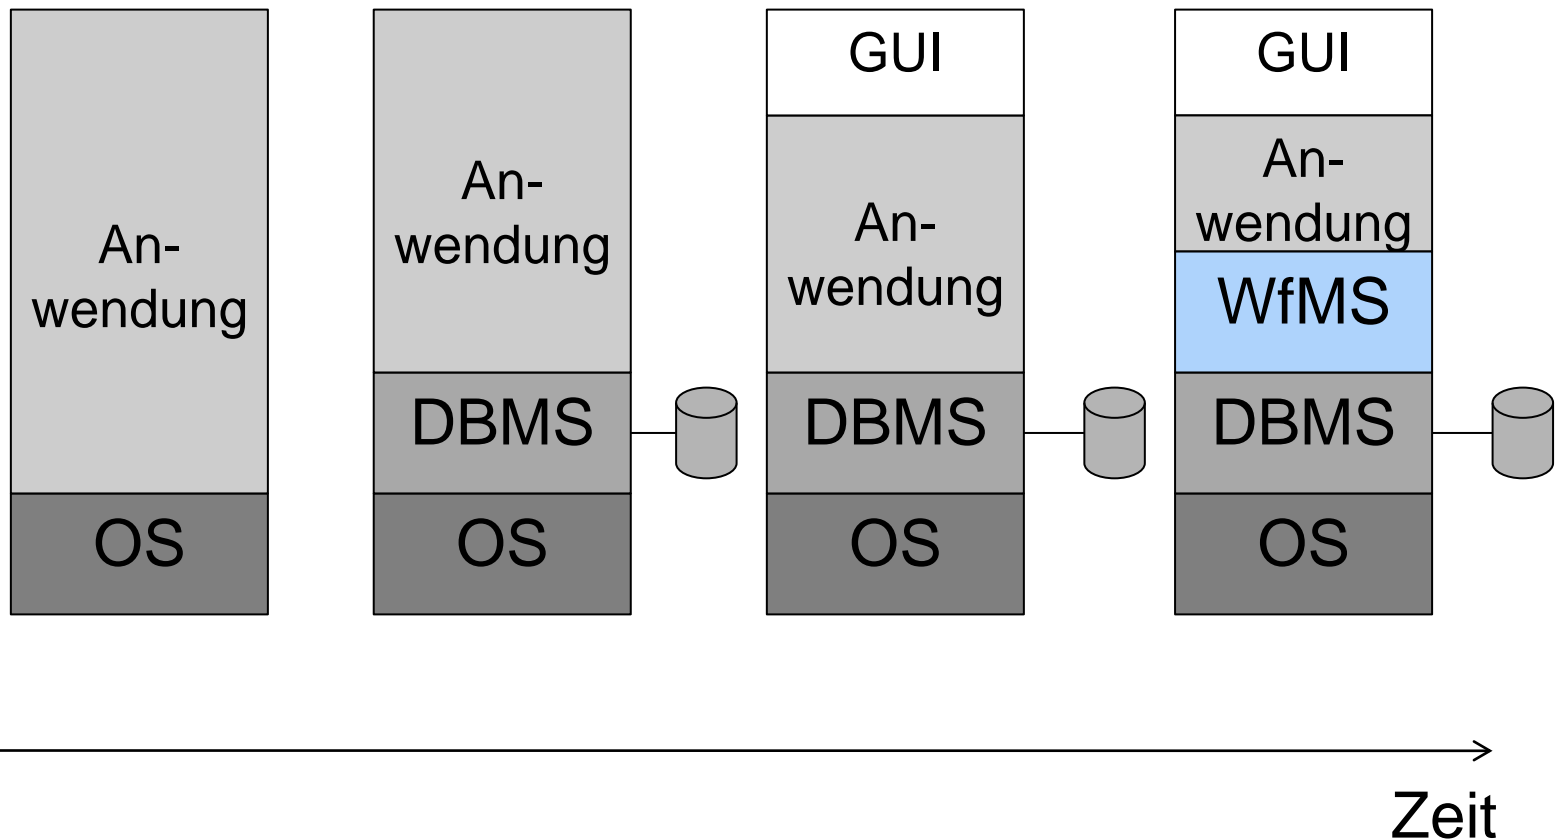 An-
wendung
OS
An-
wendung
DBMS
OS
GUI
An-
wendung
DBMS
OS
GUI
An-
wendung
WfMS
DBMS
OS
Zeit